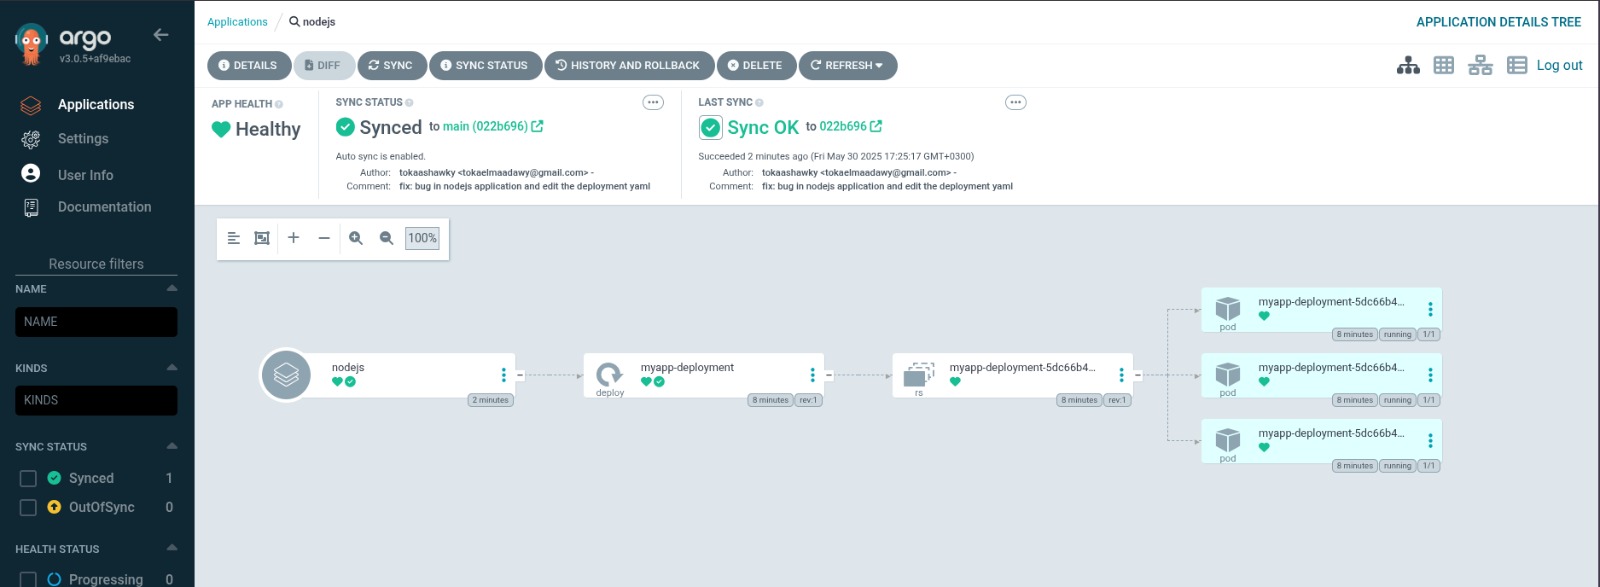 argo
v3.0.5+af9ebac
Applications
Settings
User Info
Documentation
Resource filters
NAME
NAME
KINDS
KINDS
SYNC STATUS
Synced 1
OutOfSync 0
HEALTH STATUS
Progressing 0
Applications / nodejs
APPLICATION DETAILS TREE
DETAILS DIFF SYNC SYNC STATUS HISTORY AND ROLLBACK DELETE REFRESH
Log out
APP HEALTH
Healthy
SYNC STATUS
Synced to main (022b696)
Auto sync is enabled.
Author: tokaashawky <tokaelmaadawy@gmail.com> -
Comment: fix: bug in nodejs application and edit the deployment yaml
LAST SYNC
Sync OK to 022b696
Succeeded 2 minutes ago (Fri May 30 2025 17:25:17 GMT+0300)
Author: tokaashawky <tokaelmaadawy@gmail.com> -
Comment: fix: bug in nodejs application and edit the deployment yaml
100%
nodejs
2 minutes
myapp-deployment
deploy
8 minutes rev:1
myapp-deployment-5dc66b4...
rs
8 minutes rev:1
myapp-deployment-5dc66b4...
pod
8 minutes running 1/1
myapp-deployment-5dc66b4...
pod
8 minutes running 1/1
myapp-deployment-5dc66b4...
pod
8 minutes running 1/1